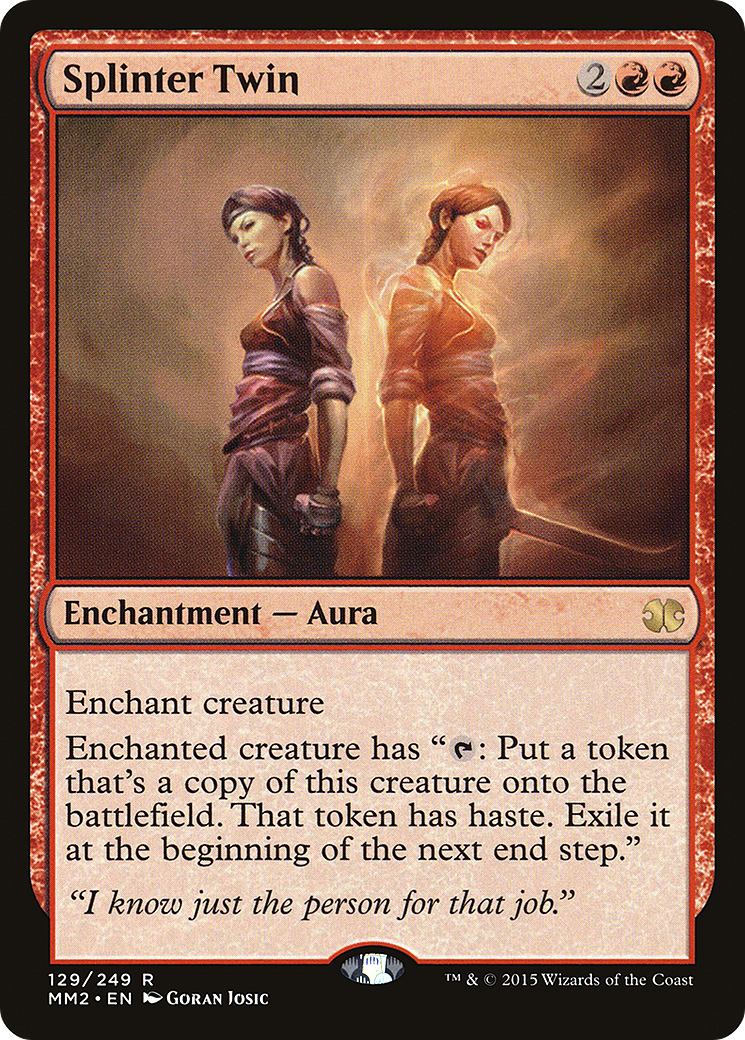 Splinter Twin 2
Enchantment — Aura
Enchant creature
Enchanted creature has “ : Put a token
that’s a copy of this creature onto the
battlefield. That token has haste. Exile it
at the beginning of the next end step.”
“I know just the person for that job.”
129/249 R
MM2 • EN Goran Josic
™ & © 2015 Wizards of the Coast